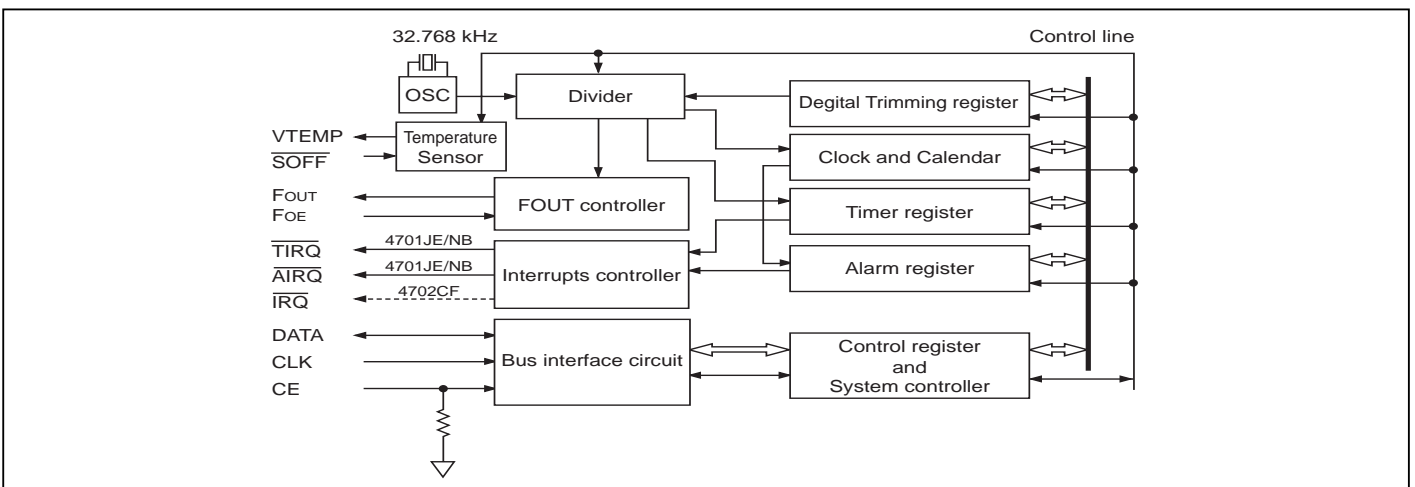 32.768 kHz
Control line
OSC
Divider
Degital Trimming register
VTEMP
SOFF
Temperature
Sensor
Clock and Calendar
FOUT
FOE
FOUT controller
Timer register
TIRQ
4701JE/NB
AIRQ
4701JE/NB
IRQ
4702CF
Interrupts controller
Alarm register
DATA
CLK
CE
Bus interface circuit
Control register
and
System controller